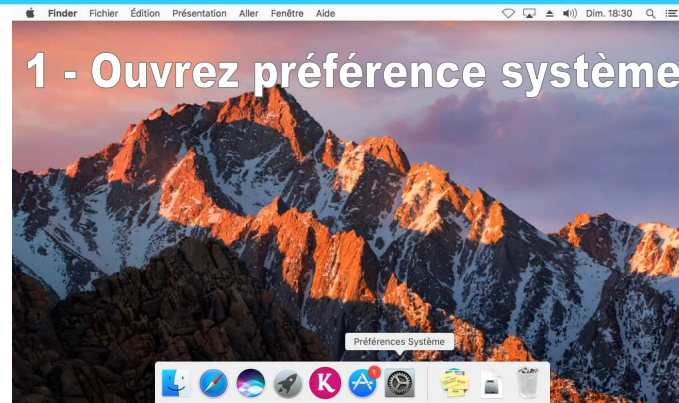 Finder Fichier Édition Présentation Aller Fenêtre Aide Dim. 18:30
1 - Ouvrez préférence système
Préférences Système
K
1